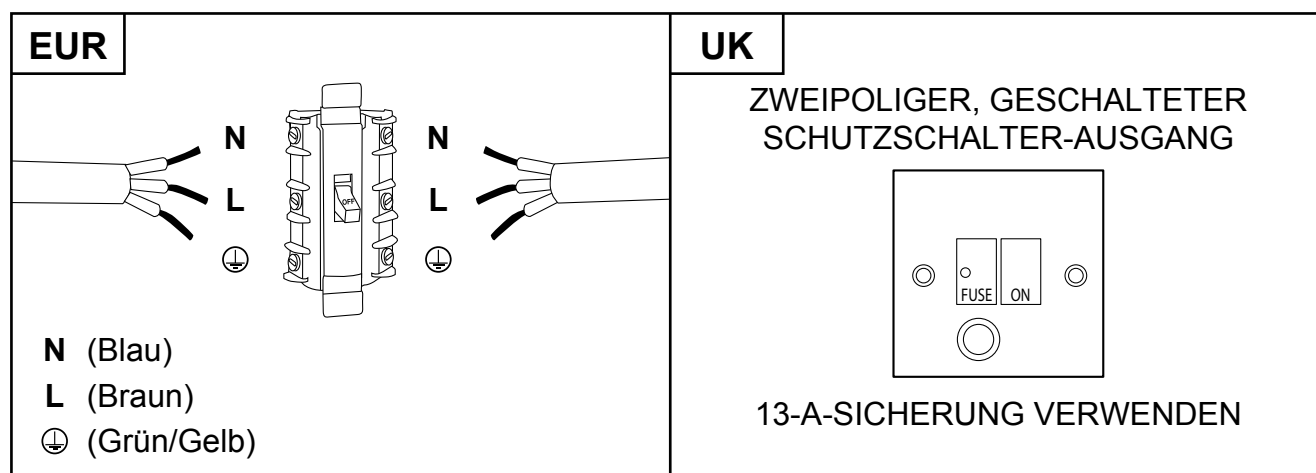 EUR
N
N
L
OFF
L
N (Blau)
L (Braun)
(Grün/Gelb)
UK
ZWEIPOLIGER, GESCHALTETER
SCHUTZSCHALTER-AUSGANG
FUSE ON
13-A-SICHERUNG VERWENDEN